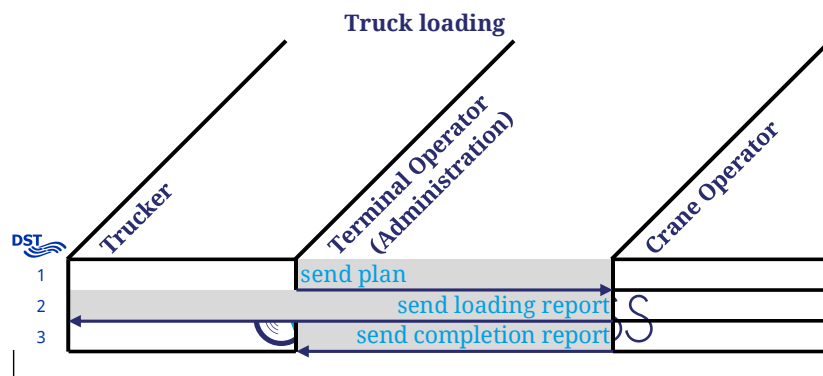 Truck loading
Trucker
Terminal Operator
(Administration)
Crane Operator
DST
1
send plan
2
send loading report
3
send completion report